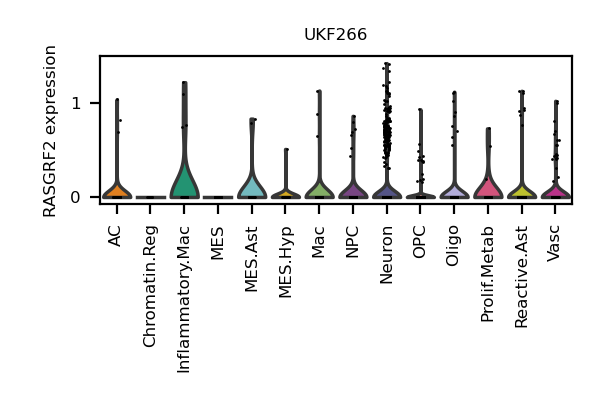 UKF266
RASGRF2 expression
1
0
AC
Chromatin.Reg
Inflammatory.Mac
MES
MES.Ast
MES.Hyp
Mac
NPC
Neuron
OPC
Oligo
Prolif.Metab
Reactive.Ast
Vasc